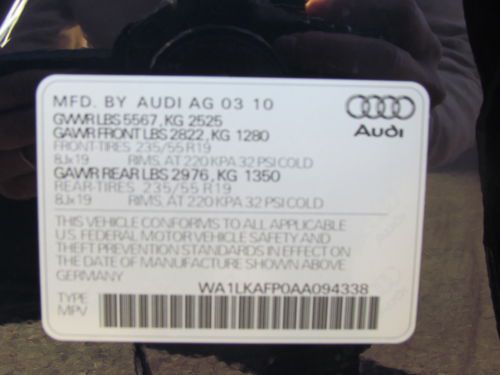 MFD. BY AUDI AG 03 10
GVWR LBS 5567, KG 2525
GAWR FRONT LBS 2822, KG 1280
FRONT-TIRES 235/55 R19
8Jx19 RIMS, AT 220 KPA 32 PSI COLD
GAWR REAR LBS 2976, KG 1350
REAR-TIRES 235/55 R19
8Jx19 RIMS, AT 220 KPA 32 PSI COLD
Audi
THIS VEHICLE CONFORMS TO ALL APPLICABLE
U.S. FEDERAL MOTOR VEHICLE SAFETY AND
THEFT PREVENTION STANDARDS IN EFFECT ON
THE DATE OF MANUFACTURE SHOWN ABOVE.
GERMANY
WA1LKAFP0AA094338
TYPE
MPV